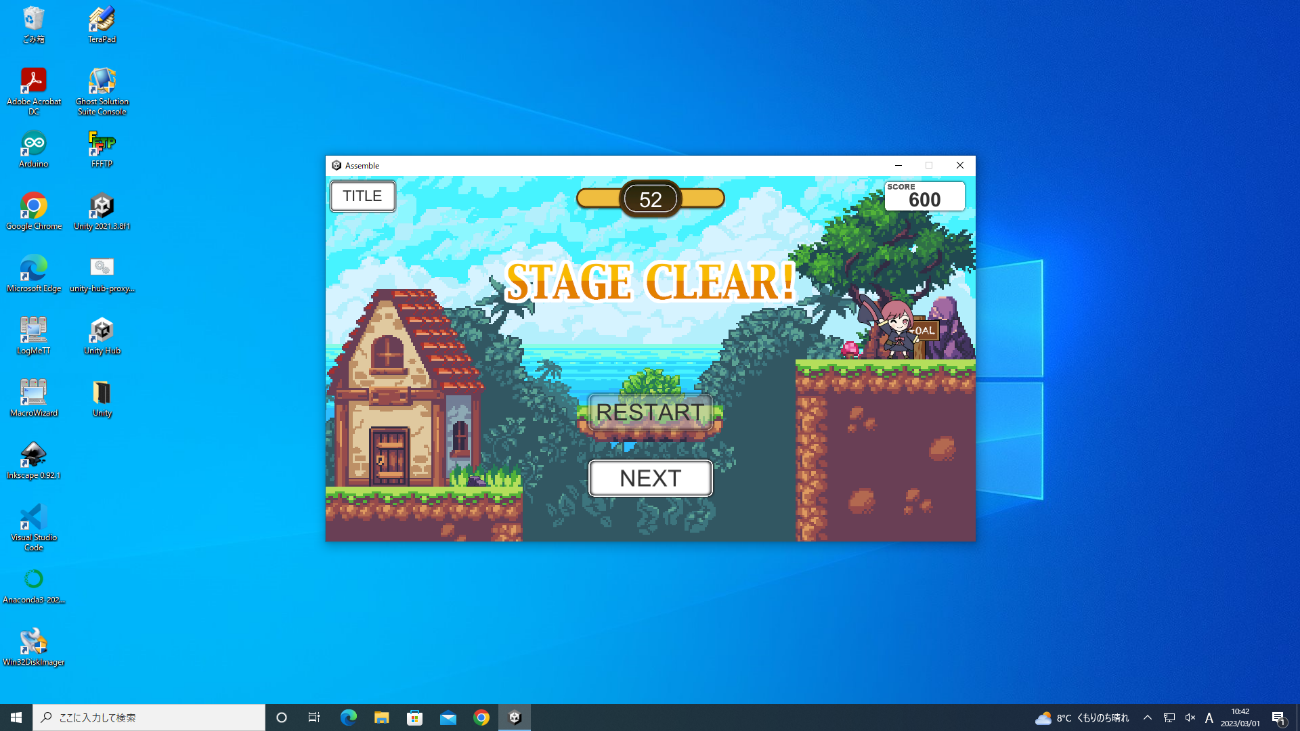 ごみ箱
TeraPad
Adobe Acrobat
DC
Ghost Solution
Suite Console
Arduino
FFFTP
Google Chrome
Unity 2021.3.8f1
Microsoft Edge
unity-hub-proxy...
LogMeTT
Unity Hub
MacroWizard
Unity
Inkscape 0.92.1
Visual Studio
Code
Anaconda3-202...
Win32DiskImager
Assemble
TITLE
52
SCORE
600
STAGE CLEAR!
OAL
RESTART
NEXT
ここに入力して検索
8°C くもりのち晴れ
A
10:42
2023/03/01
1